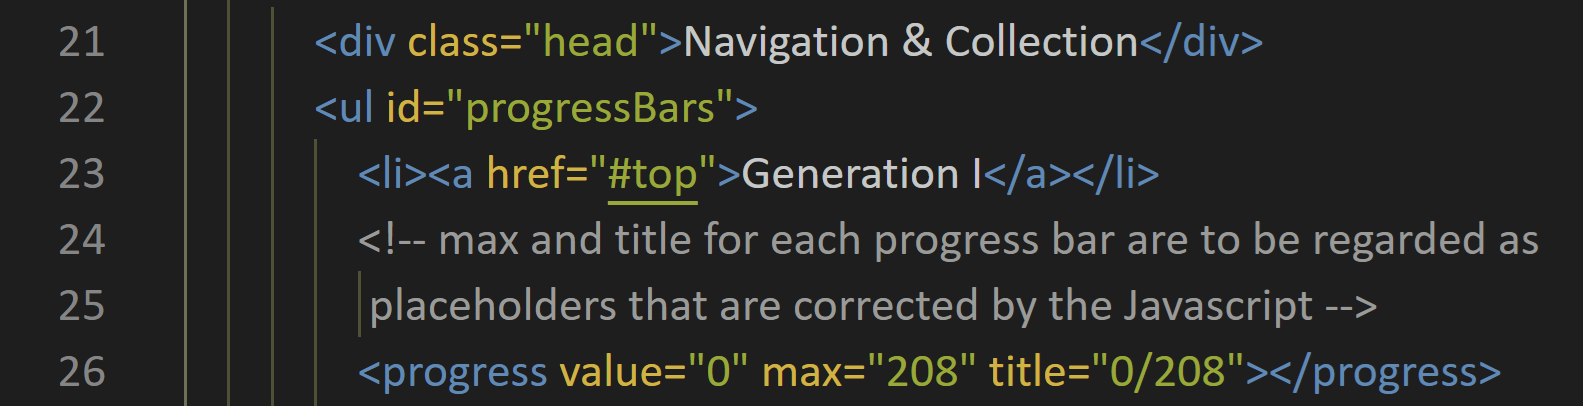 21 <div class="head">Navigation & Collection</div>
22 <ul id="progressBars">
23 <li><a href="#top">Generation I</a></li>
24 <!-- max and title for each progress bar are to be regarded as
25 placeholders that are corrected by the Javascript -->
26 <progress value="0" max="208" title="0/208"></progress>